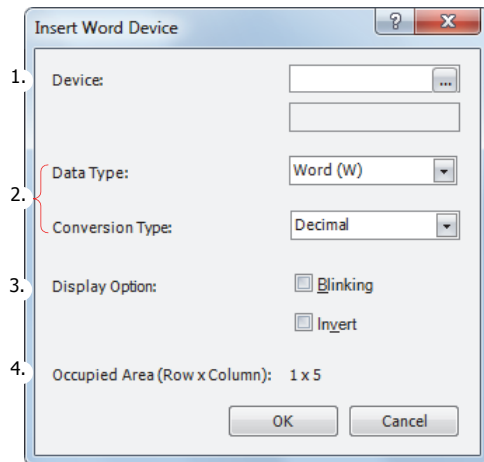 Insert Word Device
?
X
1. Device:
...
2. Data Type: Word (W)
Conversion Type: Decimal
3. Display Option: Blinking
Invert
4. Occupied Area (Row x Column): 1 x 5
OK Cancel